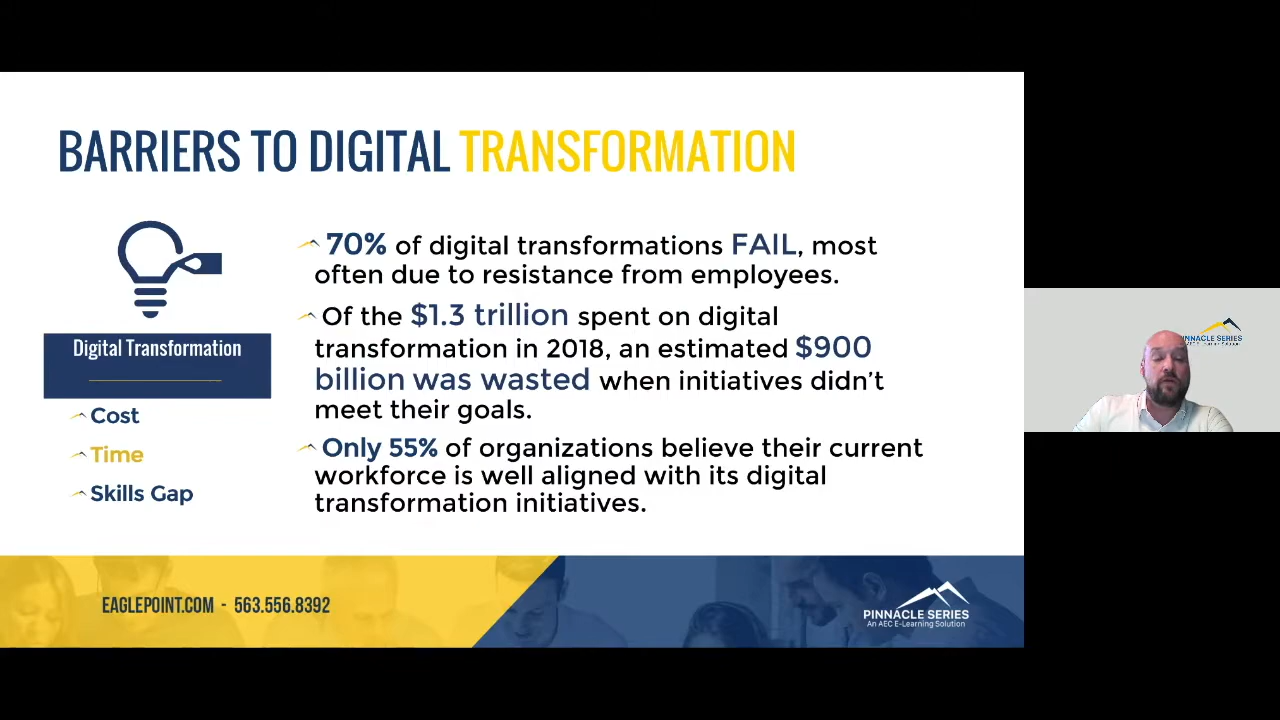 BARRIERS TO DIGITAL TRANSFORMATION
Digital Transformation
Cost
Time
Skills Gap
70% of digital transformations FAIL, most
often due to resistance from employees.
Of the $1.3 trillion spent on digital
transformation in 2018, an estimated $900
billion was wasted when initiatives didn't
meet their goals.
Only 55% of organizations believe their current
workforce is well aligned with its digital
transformation initiatives.
EAGLEPOINT.COM - 563.556.8392
PINNACLE SERIES
An AEC E-Learning Solution
PINNACLE SERIES